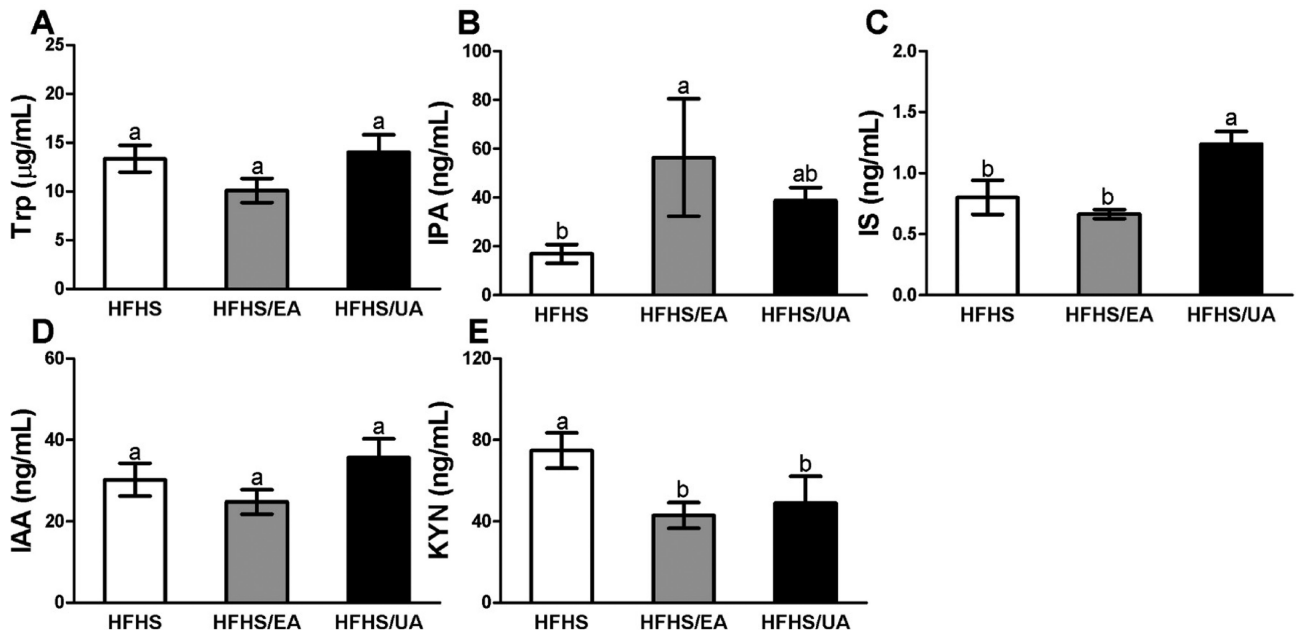 A
Trp (µg/mL)
25
20
15
10
5
0
a
a
a
HFHS
HFHS/EA
HFHS/UA
B
IPA (ng/mL)
100
80
60
40
20
0
b
a
ab
HFHS
HFHS/EA
HFHS/UA
C
IS (ng/mL)
2.0
1.5
1.0
0.5
0.0
b
b
a
HFHS
HFHS/EA
HFHS/UA
D
IAA (ng/mL)
60
40
20
0
a
a
a
HFHS
HFHS/EA
HFHS/UA
E
KYN (ng/mL)
120
80
40
0
a
b
b
HFHS
HFHS/EA
HFHS/UA